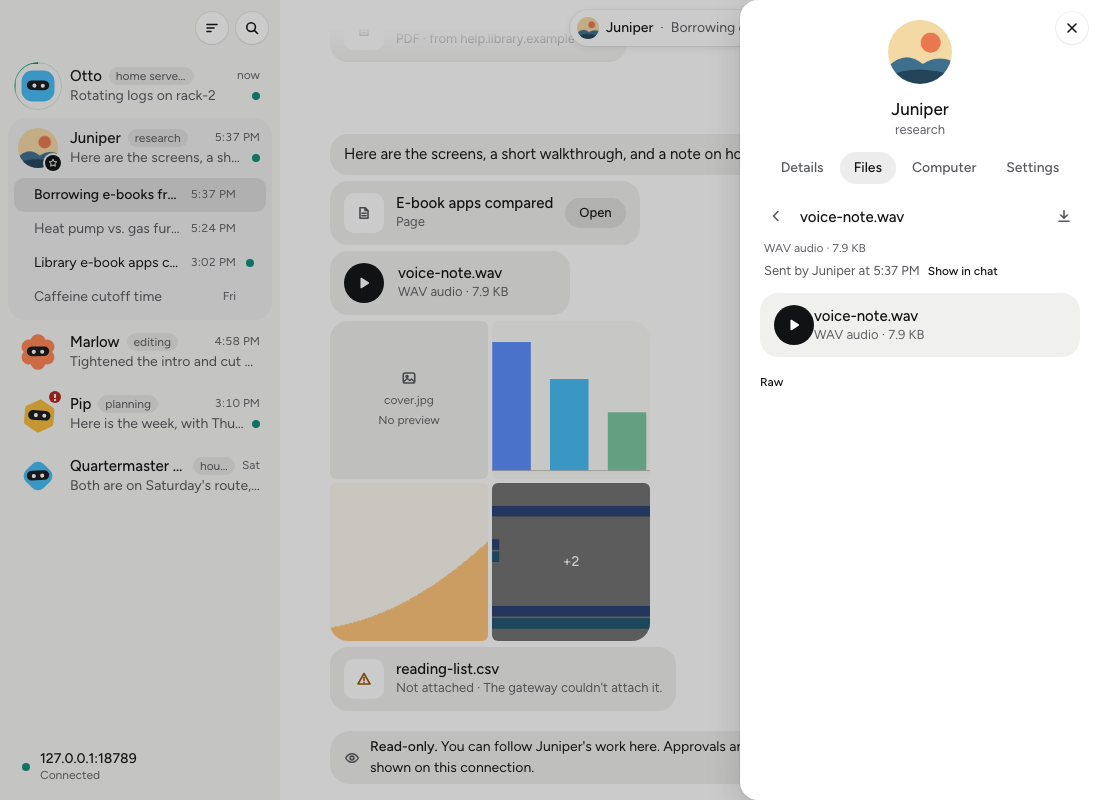 Otto home serve... now
Rotating logs on rack-2
Juniper research 5:37 PM
Here are the screens, a sh...
Borrowing e-books fr... 5:37 PM
Heat pump vs. gas fur... 5:24 PM
Library e-book apps c... 3:02 PM
Caffeine cutoff time Fri
Marlow editing 4:58 PM
Tightened the intro and cut ...
Pip planning 3:10 PM
Here is the week, with Thu...
Quartermaster ... hou... Sat
Both are on Saturday's route,...
127.0.0.1:18789
Connected
Juniper · Borrowing
PDF · from help.library.example
Here are the screens, a short walkthrough, and a note on
E-book apps compared
Page
Open
voice-note.wav
WAV audio · 7.9 KB
cover.jpg
No preview
+2
reading-list.csv
Not attached · The gateway couldn't attach it.
Read-only. You can follow Juniper's work here. Approvals
shown on this connection.
Juniper
research
Details Files Computer Settings
voice-note.wav
WAV audio · 7.9 KB
Sent by Juniper at 5:37 PM Show in chat
voice-note.wav
WAV audio · 7.9 KB
Raw